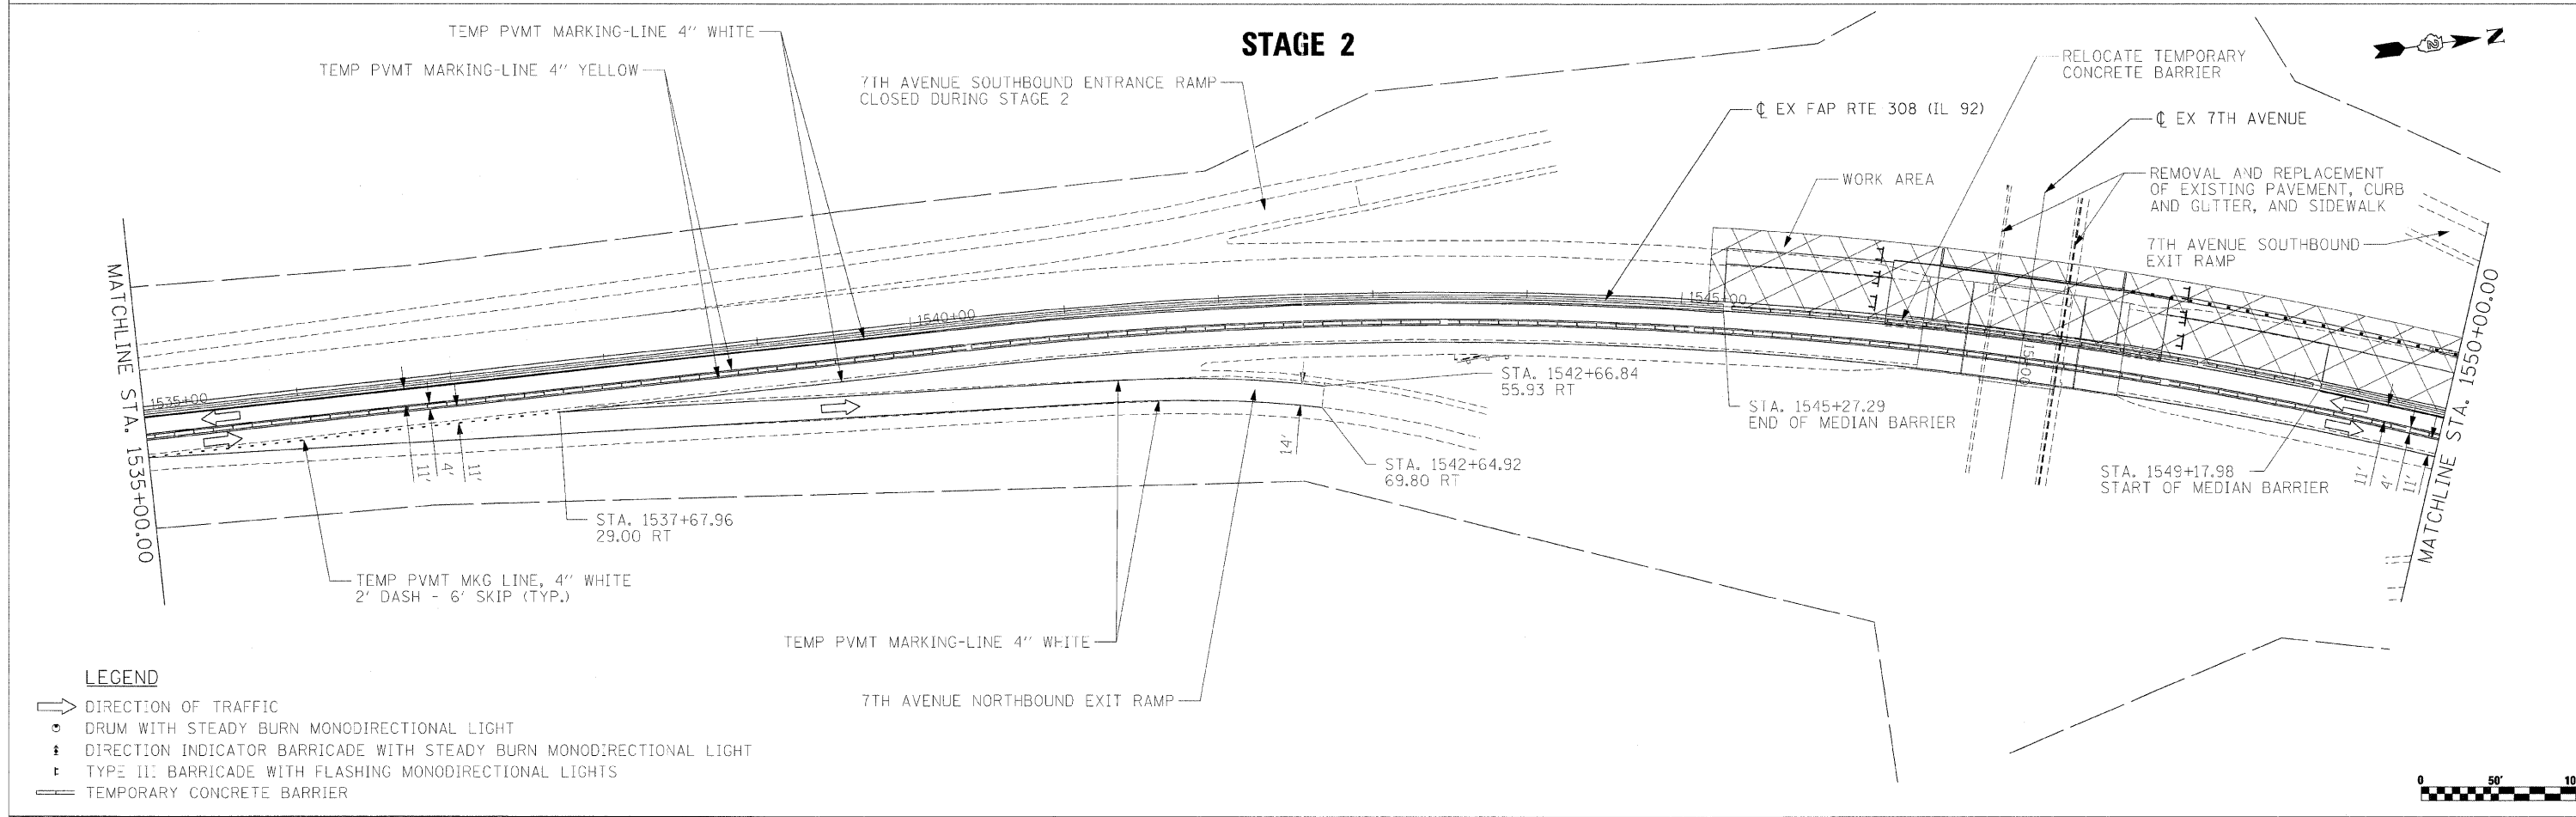 STAGE 2
TEMP PVMT MARKING-LINE 4" WHITE
TEMP PVMT MARKING-LINE 4" YELLOW
7TH AVENUE SOUTHBOUND ENTRANCE RAMP
CLOSED DURING STAGE 2
RELOCATE TEMPORARY
CONCRETE BARRIER
N
℄ EX FAP RTE 308 (IL 92)
℄ EX 7TH AVENUE
WORK AREA
REMOVAL AND REPLACEMENT
OF EXISTING PAVEMENT, CURB
AND GUTTER, AND SIDEWALK
7TH AVENUE SOUTHBOUND
EXIT RAMP
MATCHLINE STA. 1535+00.00
1535+00
1540+00
1545+00
MATCHLINE STA. 1550+00.00
11'
4'
11'
14'
STA. 1542+66.84
55.93 RT
STA. 1545+27.29
END OF MEDIAN BARRIER
STA. 1542+64.92
69.80 RT
STA. 1549+17.98
START OF MEDIAN BARRIER
11'
4'
11'
STA. 1537+67.96
29.00 RT
TEMP PVMT MKG LINE, 4" WHITE
2' DASH - 6' SKIP (TYP.)
TEMP PVMT MARKING-LINE 4" WHITE
7TH AVENUE NORTHBOUND EXIT RAMP
LEGEND
DIRECTION OF TRAFFIC
DRUM WITH STEADY BURN MONODIRECTIONAL LIGHT
DIRECTION INDICATOR BARRICADE WITH STEADY BURN MONODIRECTIONAL LIGHT
TYPE III BARRICADE WITH FLASHING MONODIRECTIONAL LIGHTS
TEMPORARY CONCRETE BARRIER
0 50'